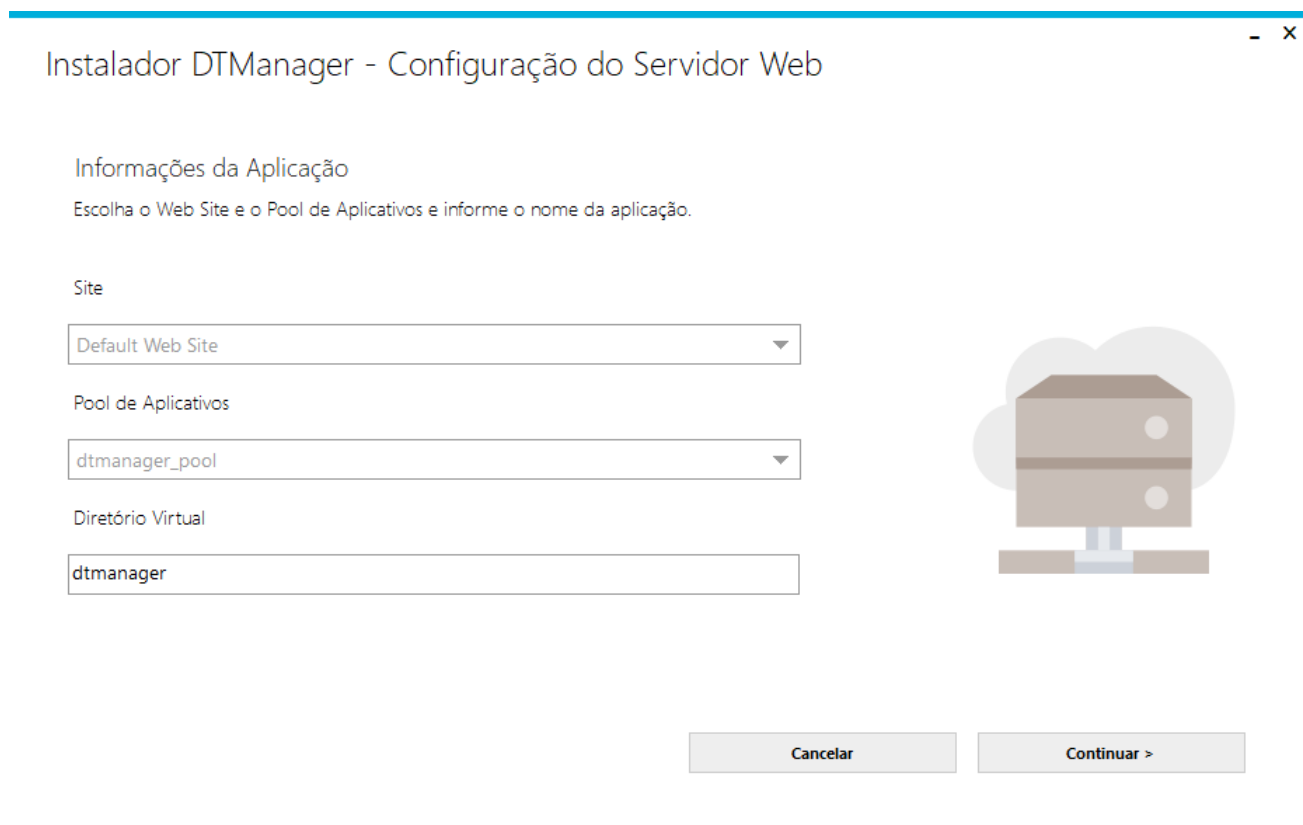 Instalador DTManager - Configuração do Servidor Web
Informações da Aplicação
Escolha o Web Site e o Pool de Aplicativos e informe o nome da aplicação.
Site
Default Web Site
Pool de Aplicativos
dtmanager_pool
Diretório Virtual
dtmanager
Cancelar
Continuar >